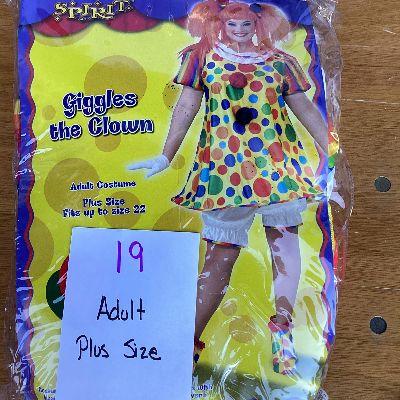 SPIRIT
Giggles
the Clown
Adult Costume
Plus Size
Fits up to size 22
19
Adult
Plus Size